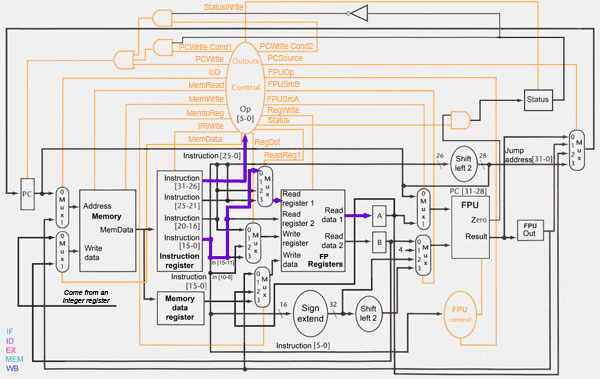 StatusWrite
PCWrite Cond1
PCWrite Cond2
PCWrite
PCSource
Outputs
IoD
FPUOp
MemRead
Control
FPUSrcB
MemWrite
FPUSrcA
Op
[5-0]
MemtoReg
RegWrite
IRWrite
Status
MemData
RegDst
ReadReg1
Status
Instruction [25-0]
26
Shift
left 2
28
Jump
address[31-0]
0
1
2
3
Mux
PC
0
Mux
1
Address
Memory
MemData
Write
data
0
Mux
1
Instruction
[31-26]
Instruction
[25-21]
Instruction
[20-16]
Instruction
[15-0]
Instruction
register
In [15-11]
In [10-6]
Instruction
[15-0]
Memory
data
register
0
1
2
3
Mux
0
Mux
1
0
1
2
3
Mux
Read
register 1
Read
register 2
Write
register
Write
data
Read
data 1
Read
data 2
FP
Registers
A
B
4
0
Mux
1
0
1
2
3
Mux
PC [31-28]
FPU
Zero
Result
FPU
Out
16
Sign
extend
32
Shift
left 2
FPU
control
Instruction [5-0]
Come from an
Integer register
IF
ID
EX
MEM
WB